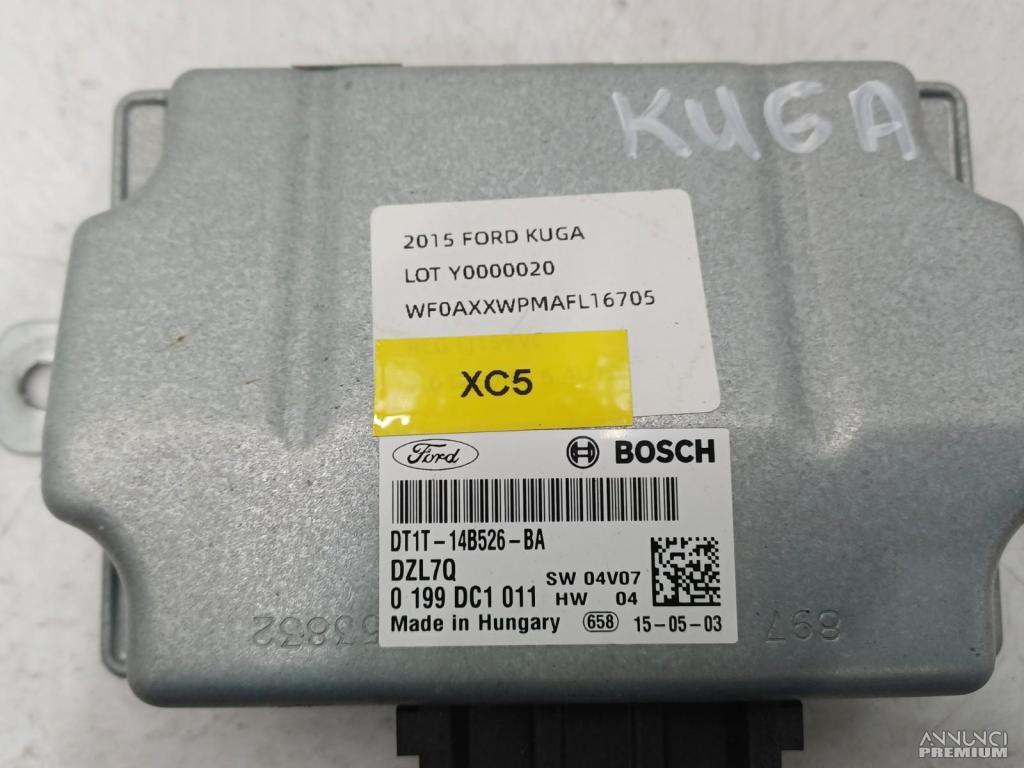 KUGA
2015 FORD KUGA
LOT Y0000020
WF0AXXWPMAFL16705
XC5
Ford
BOSCH
DT1T-14B526-BA
DZL7Q
SW 04V07
0 199 DC1 011
HW 04
Made in Hungary 658 15-05-03
897
ANNUNCI
PREMIUM